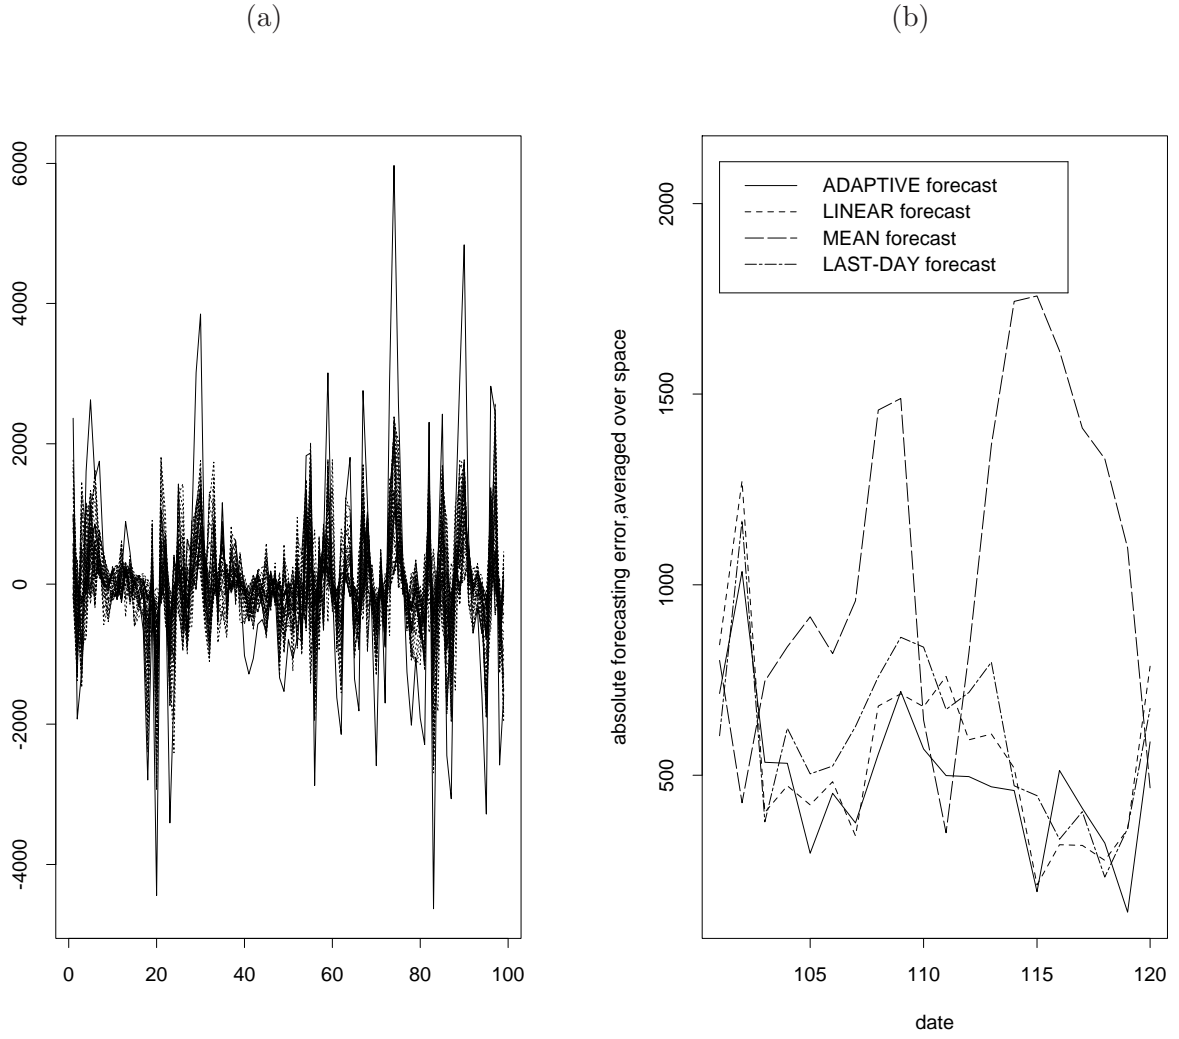 (a)
6000
4000
2000
0
-2000
-4000
0 20 40 60 80 100
(b)
ADAPTIVE forecast
LINEAR forecast
MEAN forecast
LAST-DAY forecast
absolute forecasting error,averaged over space
2000
1500
1000
500
105 110 115 120
date